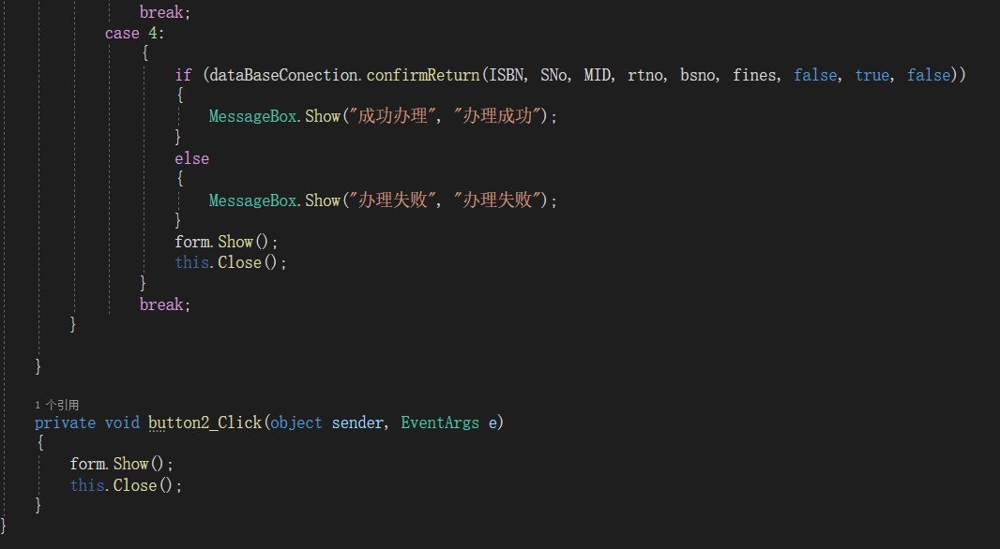 break;
case 4:
{
if (dataBaseConection.confirmReturn(ISBN, SNo, MID, rtno, bsno, fines, false, true, false))
{
MessageBox.Show("成功办理", "办理成功");
}
else
{
MessageBox.Show("办理失败", "办理失败");
}
form.Show();
this.Close();
}
break;
}
}
1 个引用
private void button2_Click(object sender, EventArgs e)
{
form.Show();
this.Close();
}
}